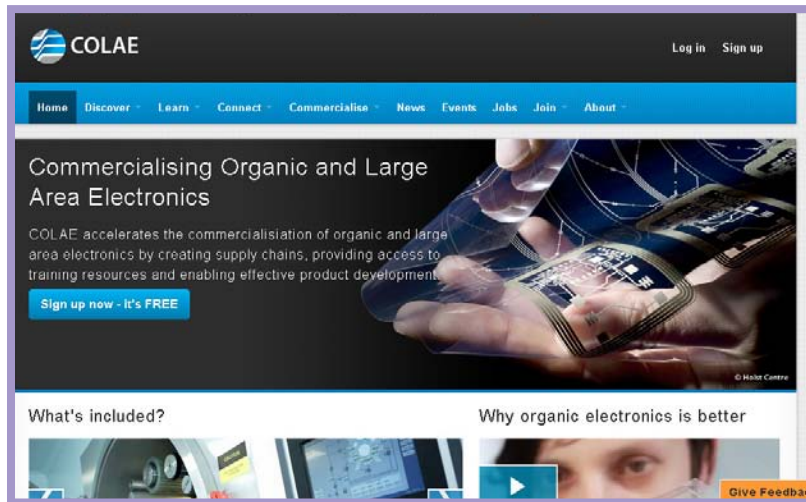 COLAE
Log in Sign up
Home Discover Learn Connect Commercialise News Events Jobs Join About
Commercialising Organic and Large
Area Electronics
COLAE accelerates the commercialisiation of organic and large
area electronics by creating supply chains, providing access to
training resources and enabling effective product development.
Sign up now - it's FREE
© Holst Centre
What's included?
Why organic electronics is better
Give Feedba